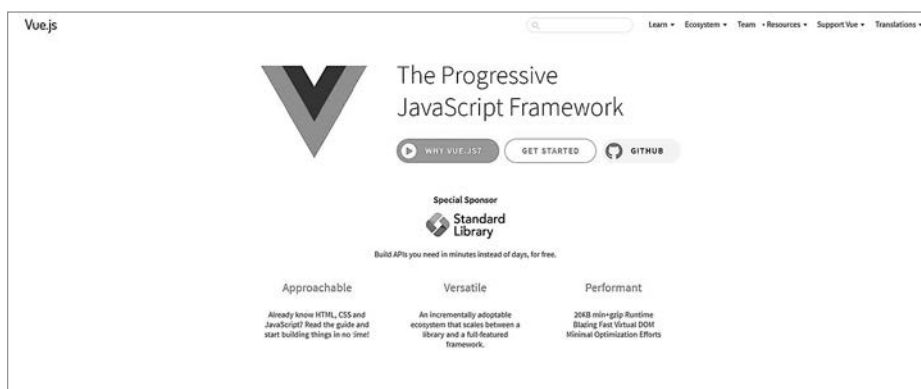 Vue.js
Learn Ecosystem Team Resources Support Vue Translations
The Progressive
JavaScript Framework
WHY VUE.JS?
GET STARTED
GITHUB
Special Sponsor
Standard
Library
Build APIs you need in minutes instead of days, for free.
Approachable
Already know HTML, CSS and
JavaScript? Read the guide and
start building things in no time!
Versatile
An incrementally adoptable
ecosystem that scales between a
library and a full-featured
framework.
Performant
20KB min+gzip Runtime
Blazing Fast Virtual DOM
Minimal Optimization Efforts